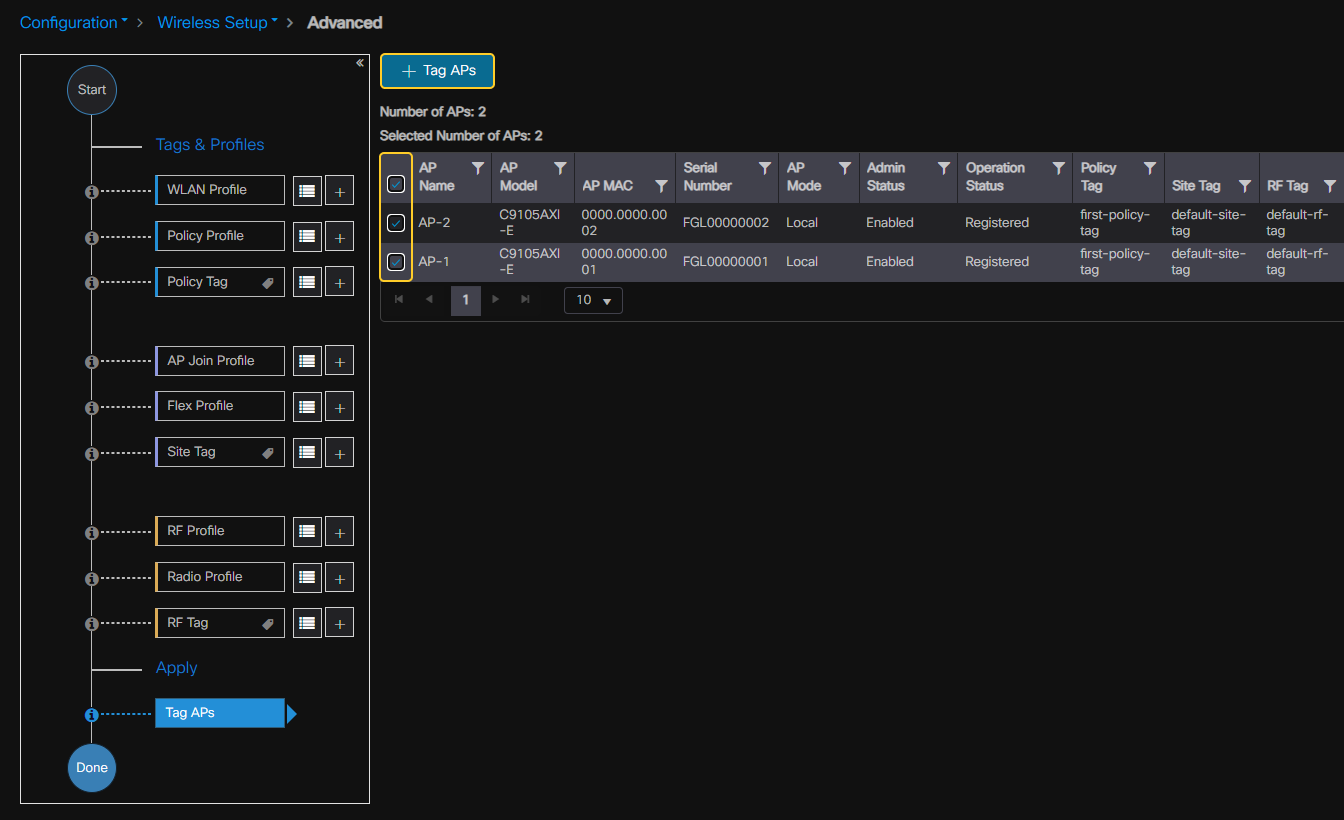 Configuration > Wireless Setup > Advanced
«
Start
Tags & Profiles
WLAN Profile +
Policy Profile +
Policy Tag +
AP Join Profile +
Flex Profile +
Site Tag +
RF Profile +
Radio Profile +
RF Tag +
Apply
Tag APs
Done
+ Tag APs
Number of APs: 2
Selected Number of APs: 2
AP Name AP Model AP MAC Serial Number AP Mode Admin Status Operation Status Policy Tag Site Tag RF Tag
AP-2 C9105AXI-E 0000.0000.0002 FGL00000002 Local Enabled Registered first-policy-tag default-site-tag default-rf-tag
AP-1 C9105AXI-E 0000.0000.0001 FGL00000001 Local Enabled Registered first-policy-tag default-site-tag default-rf-tag
1 10